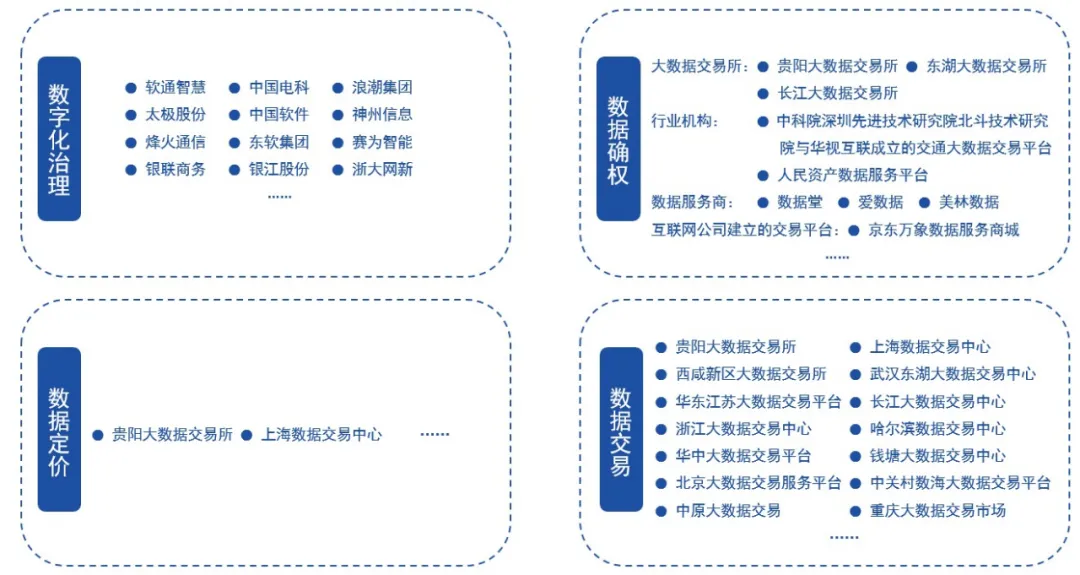 数字化治理
软通智慧 中国电科 浪潮集团
太极股份 中国软件 神州信息
烽火通信 东软集团 赛为智能
银联商务 银江股份 浙大网新
……
数据确权
大数据交易所: 贵阳大数据交易所 东湖大数据交易所
长江大数据交易所
行业机构: 中科院深圳先进技术研究院北斗技术研究
院与华视互联成立的交通大数据交易平台
人民资产数据服务平台
数据服务商: 数据堂 爱数据 美林数据
互联网公司建立的交易平台: 京东万象数据服务商城
……
数据定价
贵阳大数据交易所 上海数据交易中心 ……
数据交易
贵阳大数据交易所 上海数据交易中心
西咸新区大数据交易所 武汉东湖大数据交易中心
华东江苏大数据交易平台 长江大数据交易中心
浙江大数据交易中心 哈尔滨数据交易中心
华中大数据交易平台 钱塘大数据交易中心
北京大数据交易服务平台 中关村数海大数据交易平台
中原大数据交易 重庆大数据交易市场
……